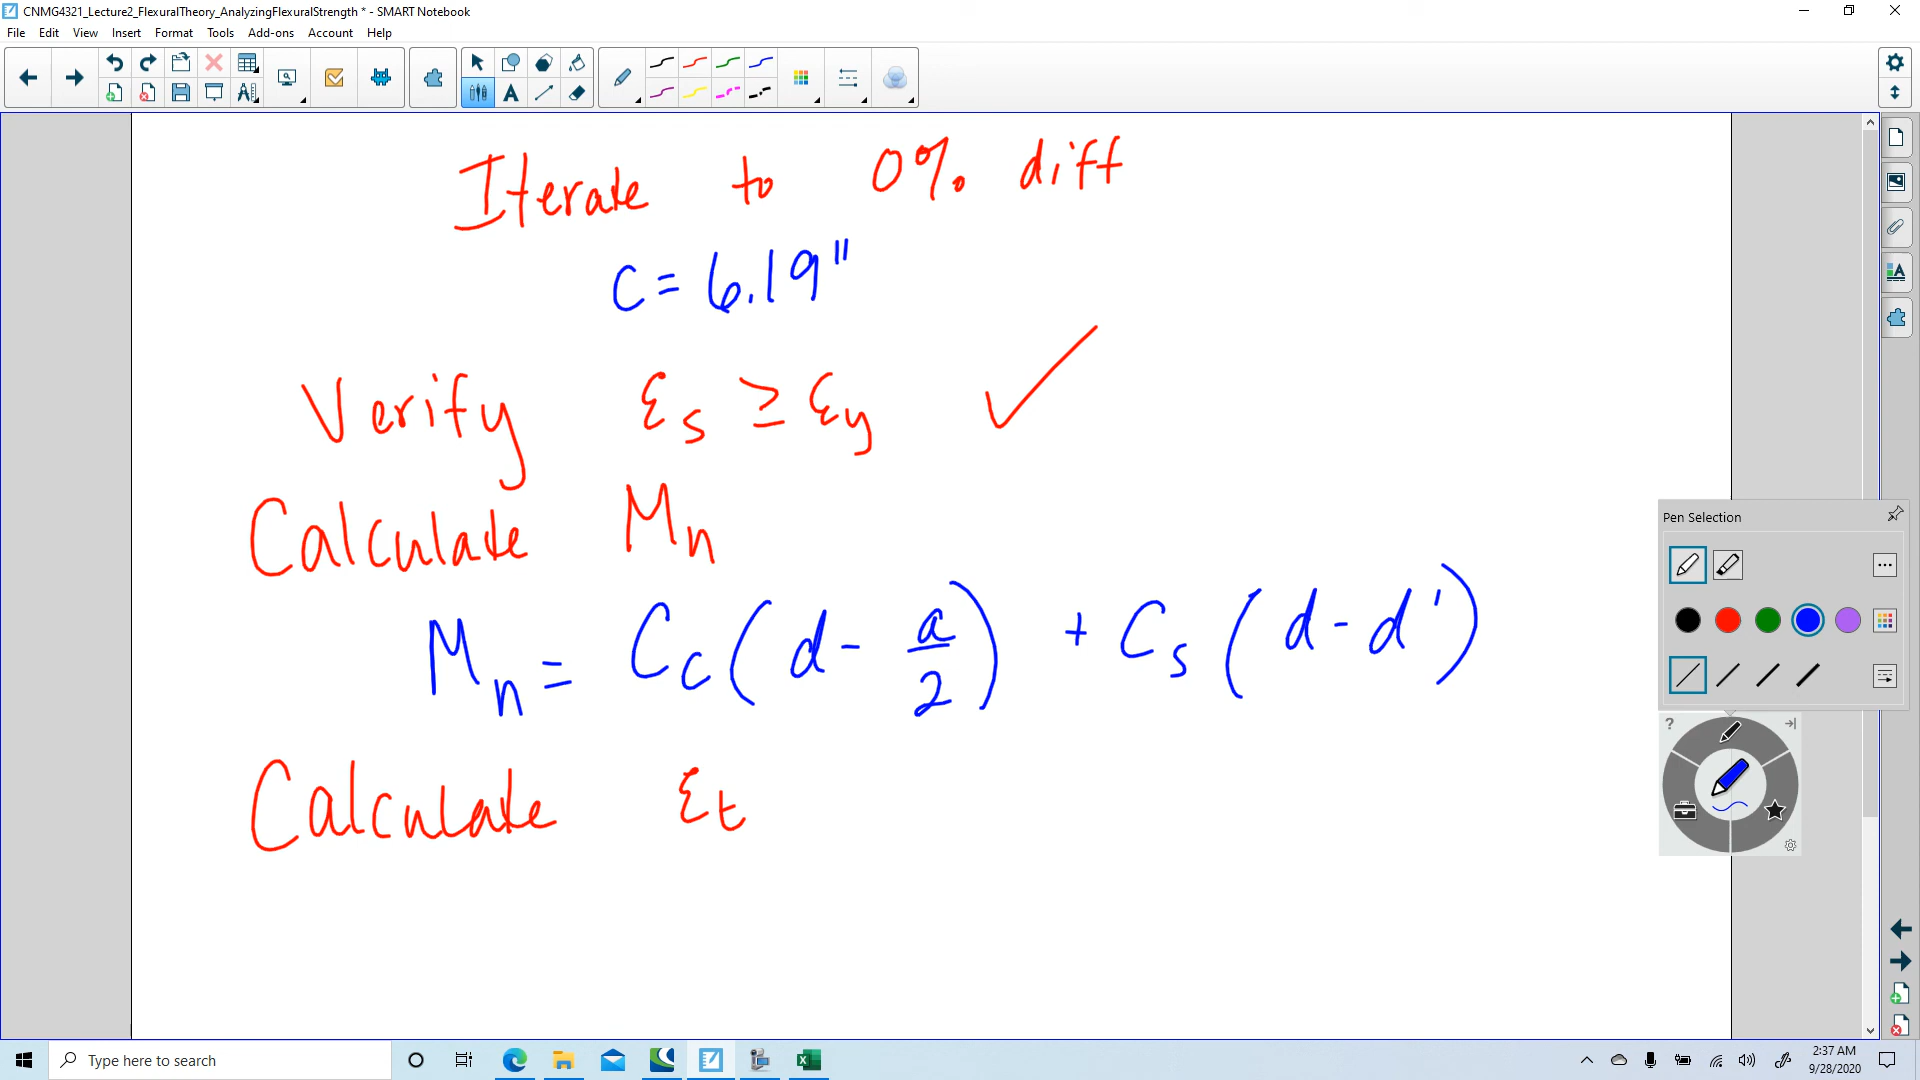 CNMG4321_Lecture2_FlexuralTheory_AnalyzingFlexuralStrength * - SMART Notebook
File Edit View Insert Format Tools Add-ons Account Help
Iterate to 0% diff
c = 6.19"
Verify εs ≥ εy ✓
Calculate Mn
Mn = Cc(d - a/2) + Cs(d - d')
Calculate εt
Pen Selection
?
Type here to search
2:37 AM
9/28/2020